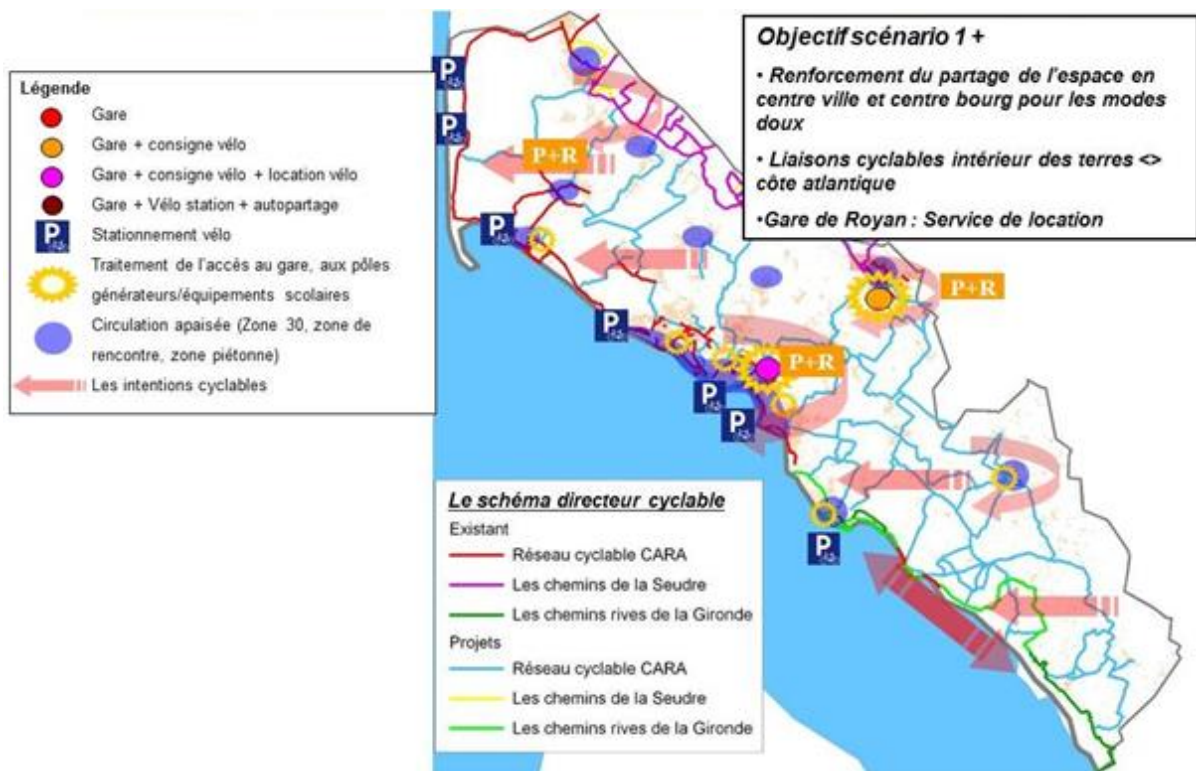 Légende
Gare
Gare + consigne vélo
Gare + consigne vélo + location vélo
Gare + Vélo station + autopartage
P
Stationnement vélo
Traitement de l'accès au gare, aux pôles
générateurs/équipements scolaires
Circulation apaisée (Zone 30, zone de
rencontre, zone piétonne)
Les intentions cyclables
Objectif scénario 1 +
• Renforcement du partage de l'espace en
centre ville et centre bourg pour les modes
doux
• Liaisons cyclables intérieur des terres <>
côte atlantique
•Gare de Royan : Service de location
P
P
P+R
P
P+R
P
P+R
P
P
P
Le schéma directeur cyclable
Existant
Réseau cyclable CARA
Les chemins de la Seudre
Les chemins rives de la Gironde
Projets
Réseau cyclable CARA
Les chemins de la Seudre
Les chemins rives de la Gironde